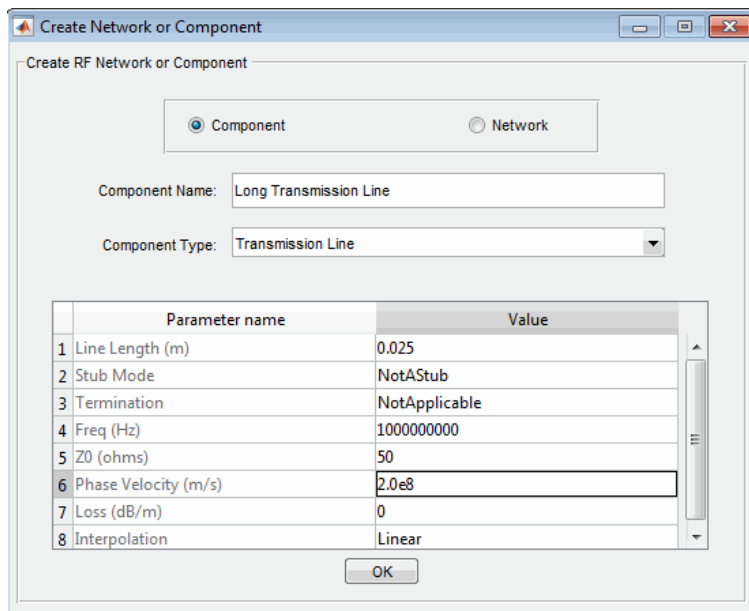 Create Network or Component
Create RF Network or Component
Component Network
Component Name: Long Transmission Line
Component Type: Transmission Line
Parameter name Value
1 Line Length (m) 0.025
2 Stub Mode NotAStub
3 Termination NotApplicable
4 Freq (Hz) 1000000000
5 Z0 (ohms) 50
6 Phase Velocity (m/s) 2.0e8
7 Loss (dB/m) 0
8 Interpolation Linear
OK